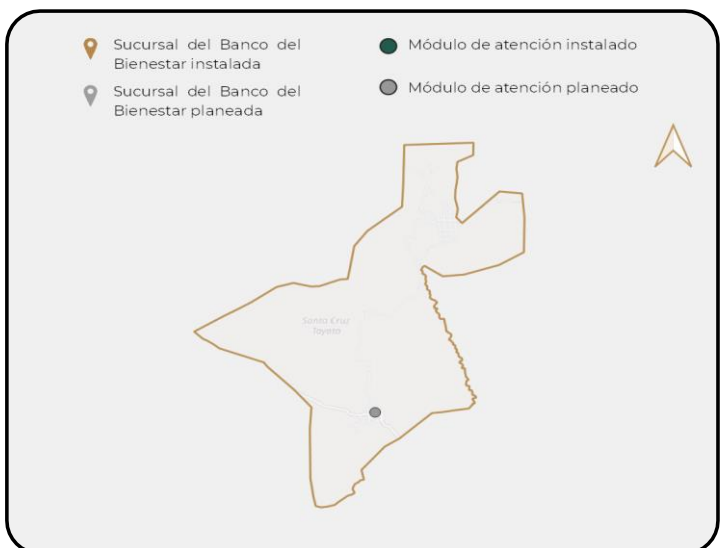 Sucursal del Banco del
Bienestar instalada
Sucursal del Banco del
Bienestar planeada
Módulo de atención instalado
Módulo de atención planeado
Santa Cruz
Tayata